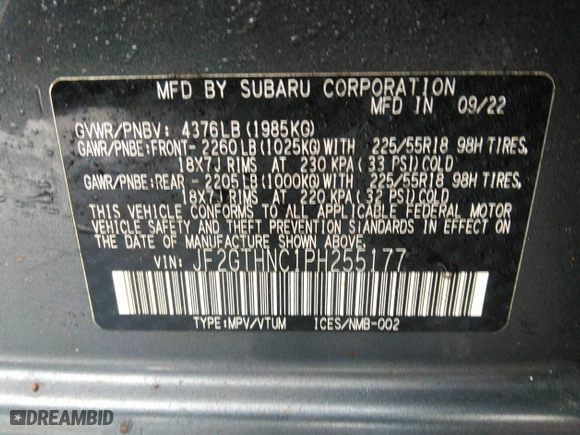 MFD BY SUBARU CORPORATION
MFD IN 09/22
GVWR/PNBV: 4376LB(1985KG)
GAWR/PNBE:FRONT-2260LB(1025KG)WITH 225/55R18 98H TIRES,
18X7J RIMS AT 230 KPA(33 PSI)COLD
GAWR/PNBE:REAR -2205LB(1000KG)WITH 225/55R18 98H TIRES,
18X7J RIMS AT 220 KPA(32 PSI)COLD
THIS VEHICLE CONFORMS TO ALL APPLICABLE FEDERAL MOTOR
VEHICLE SAFETY AND THEFT PREVENTION STANDARDS IN EFFECT ON
THE DATE OF MANUFACTURE SHOWN ABOVE.
VIN: JF2GTHNC1PH255177
TYPE:MPV/VTUM ICES/NMB-002
DREAMBID